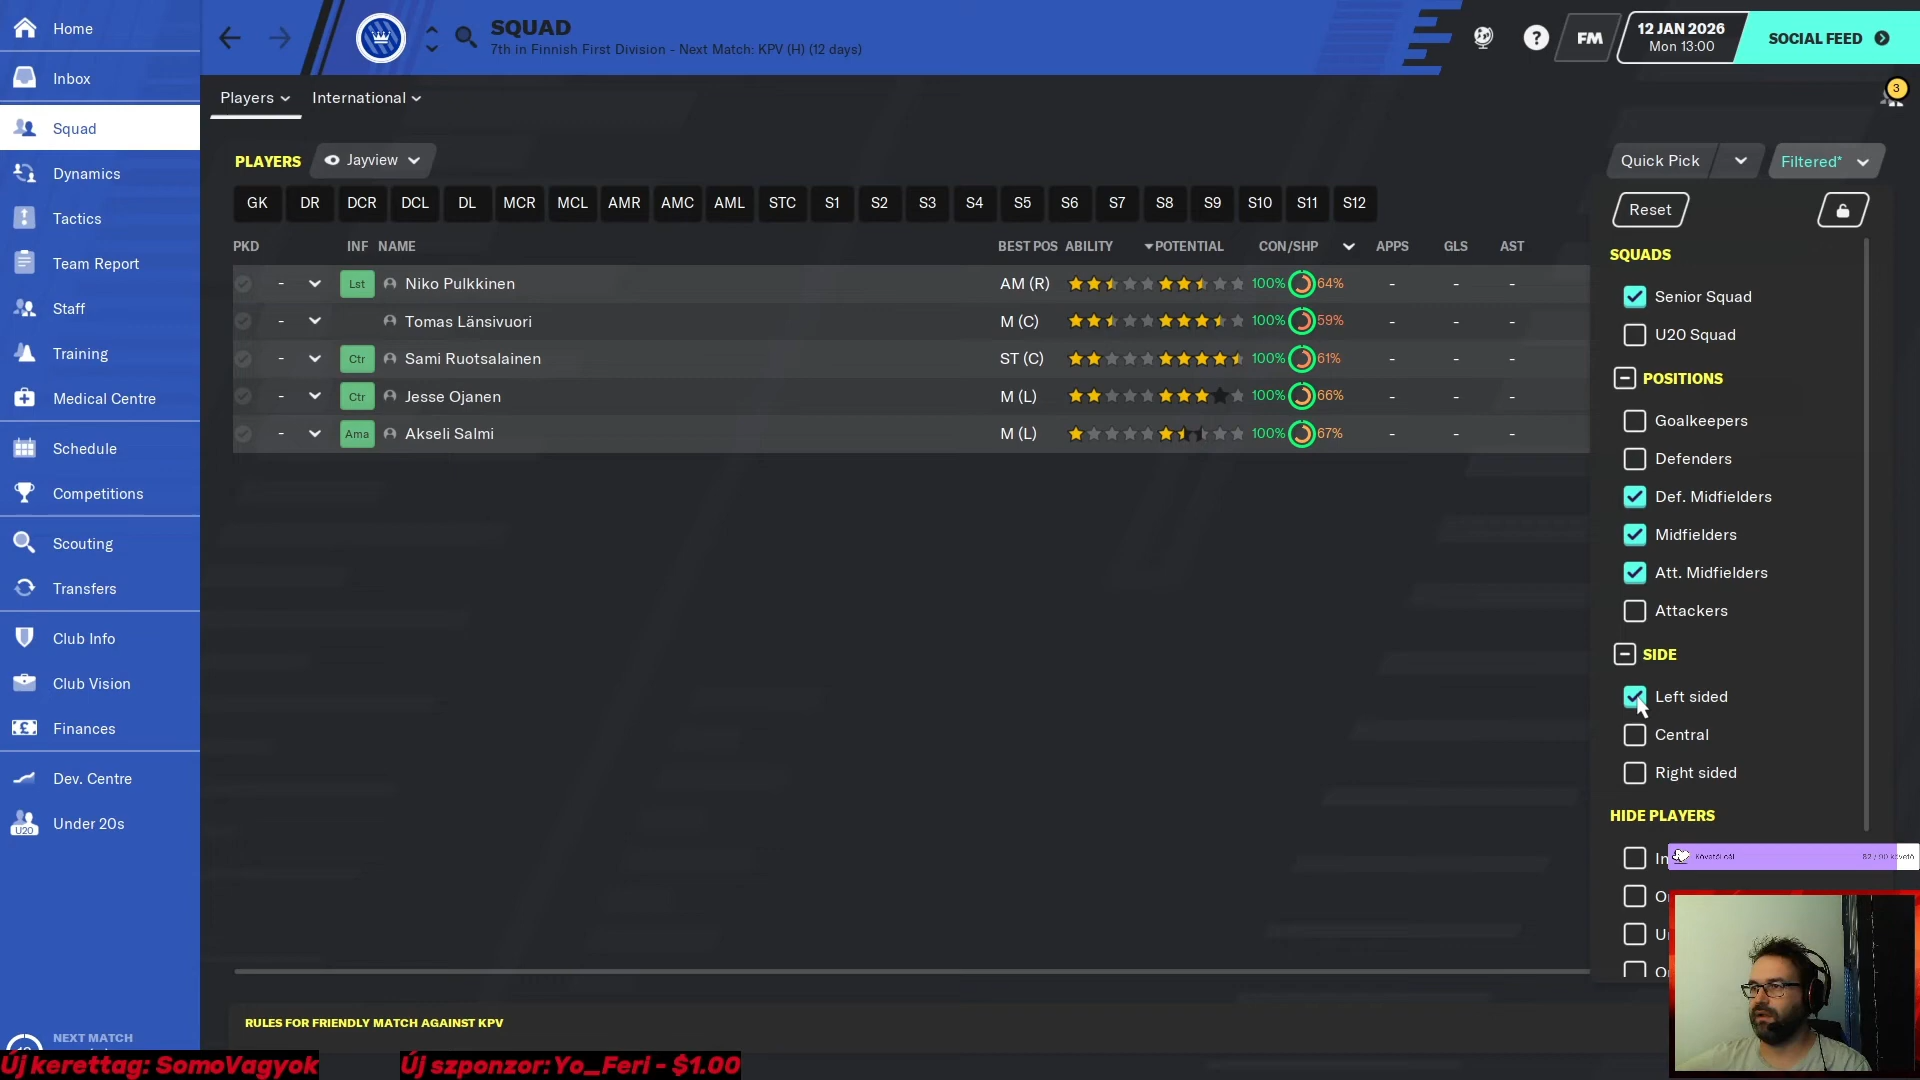 Home
Inbox
Squad
Dynamics
Tactics
Team Report
Staff
Training
Medical Centre
Schedule
Competitions
Scouting
Transfers
Club Info
Club Vision
Finances
Dev. Centre
U20
Under 20s
NEXT MATCH
SQUAD
7th in Finnish First Division - Next Match: KPV (H) (12 days)
?
FM
12 JAN 2026
Mon 13:00
SOCIAL FEED
Players
International
3
PLAYERS
Jayview
Quick Pick
Filtered*
GK DR DCR DCL DL MCR MCL AMR AMC AML STC S1 S2 S3 S4 S5 S6 S7 S8 S9 S10 S11 S12
PKD INF NAME BEST POS ABILITY POTENTIAL CON/SHP APPS GLS AST
- Lst Niko Pulkkinen AM (R) 100% 64% - - -
- Tomas Länsivuori M (C) 100% 59% - - -
- Ctr Sami Ruotsalainen ST (C) 100% 61% - - -
- Ctr Jesse Ojanen M (L) 100% 66% - - -
- Ama Akseli Salmi M (L) 100% 67% - - -
Reset
SQUADS
Senior Squad
U20 Squad
POSITIONS
Goalkeepers
Defenders
Def. Midfielders
Midfielders
Att. Midfielders
Attackers
SIDE
Left sided
Central
Right sided
HIDE PLAYERS
Követői cél 82 / 90 követő
RULES FOR FRIENDLY MATCH AGAINST KPV
Új kerettag: SomoVagyok
Új szponzor: Yo_Feri - $1.00